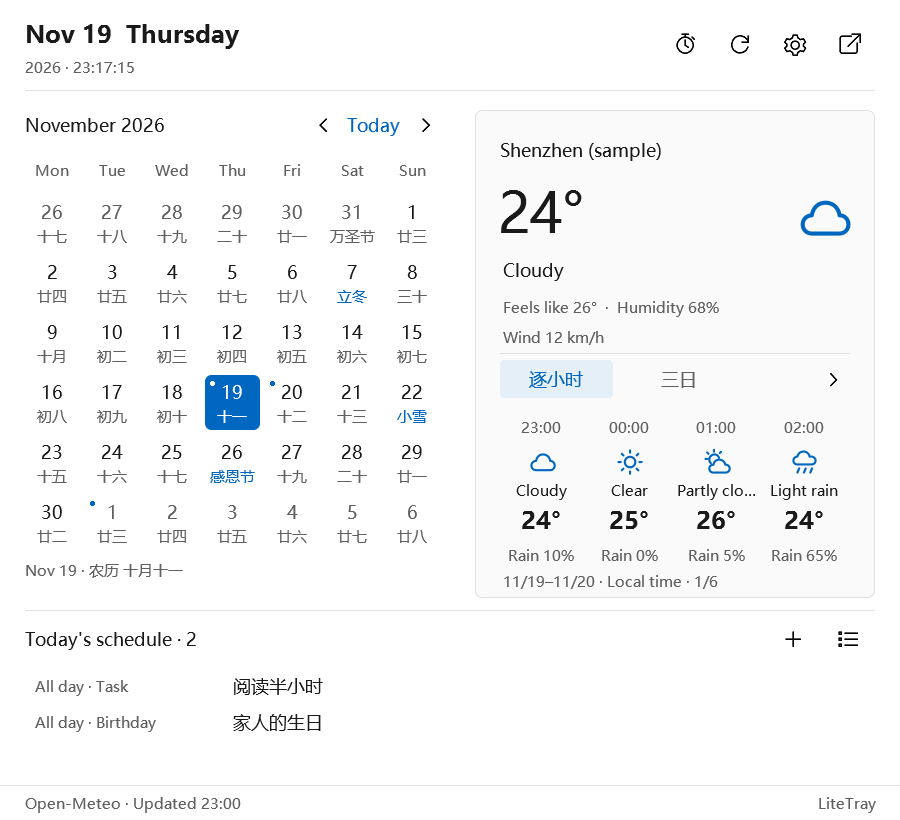 Nov 19 Thursday
2026 · 23:17:15
November 2026
Today
Mon Tue Wed Thu Fri Sat Sun
26 27 28 29 30 31 1
十七 十八 十九 二十 廿一 万圣节 廿三
2 3 4 5 6 7 8
廿四 廿五 廿六 廿七 廿八 立冬 三十
9 10 11 12 13 14 15
十月 初二 初三 初四 初五 初六 初七
16 17 18 19 20 21 22
初八 初九 初十 十一 十二 十三 小雪
23 24 25 26 27 28 29
十五 十六 十七 感恩节 十九 二十 廿一
30 1 2 3 4 5 6
廿二 廿三 廿四 廿五 廿六 廿七 廿八
Nov 19 · 农历 十月十一
Shenzhen (sample)
24°
Cloudy
Feels like 26° · Humidity 68%
Wind 12 km/h
逐小时 三日
23:00 00:00 01:00 02:00
Cloudy Clear Partly clo... Light rain
24° 25° 26° 24°
Rain 10% Rain 0% Rain 5% Rain 65%
11/19–11/20 · Local time · 1/6
Today's schedule · 2
All day · Task 阅读半小时
All day · Birthday 家人的生日
Open-Meteo · Updated 23:00
LiteTray